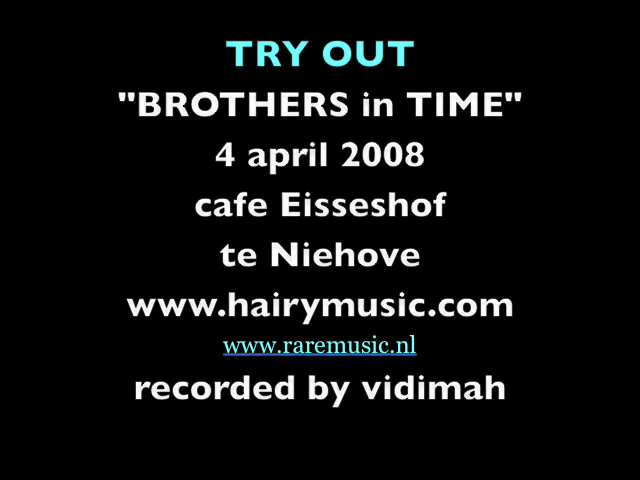 TRY OUT
"BROTHERS in TIME"
4 april 2008
cafe Eisseshof
te Niehove
www.hairymusic.com
www.raremusic.nl
recorded by vidimah